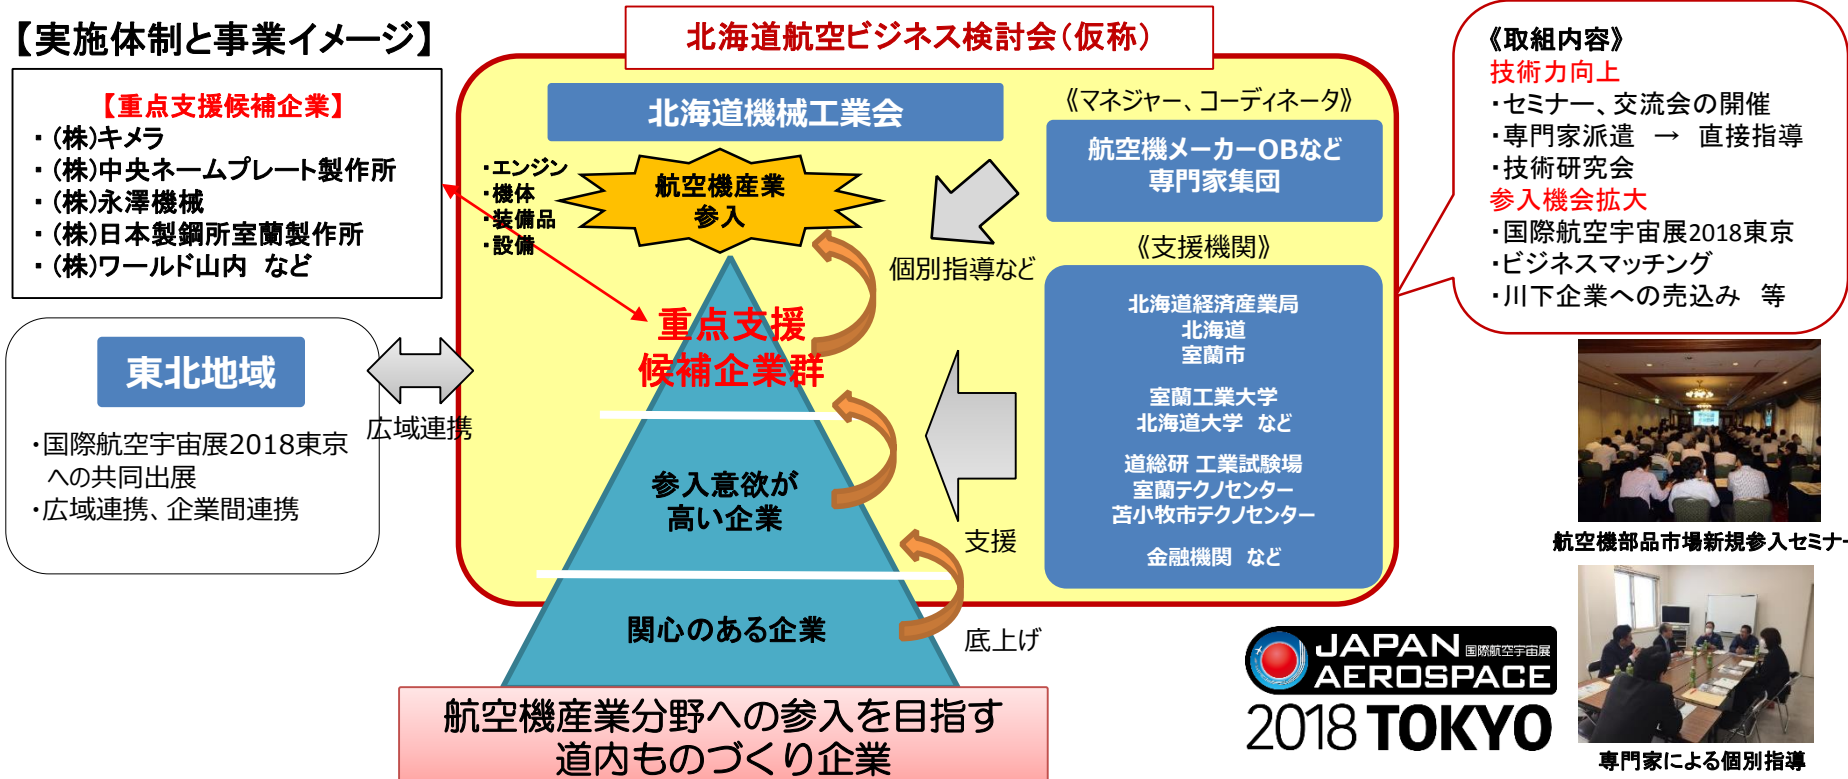 【実施体制と事業イメージ】
【重点支援候補企業】
・(株)キメラ
・(株)中央ネームプレート製作所
・(株)永澤機械
・(株)日本製鋼所室蘭製作所
・(株)ワールド山内 など
東北地域
・国際航空宇宙展2018東京
への共同出展
・広域連携、企業間連携
広域連携
北海道航空ビジネス検討会(仮称)
北海道機械工業会
・エンジン
・機体
・装備品
・設備
航空機産業
参入
重点支援
候補企業群
参入意欲が
高い企業
関心のある企業
航空機産業分野への参入を目指す
道内ものづくり企業
個別指導など
支援
底上げ
《マネジャー、コーディネータ》
航空機メーカーOBなど
専門家集団
《支援機関》
北海道経済産業局
北海道
室蘭市
室蘭工業大学
北海道大学 など
道総研 工業試験場
室蘭テクノセンター
苫小牧市テクノセンター
金融機関 など
《取組内容》
技術力向上
・セミナー、交流会の開催
・専門家派遣 → 直接指導
・技術研究会
参入機会拡大
・国際航空宇宙展2018東京
・ビジネスマッチング
・川下企業への売込み 等
航空機部品市場新規参入セミナー
専門家による個別指導
JAPAN 国際航空宇宙展
AEROSPACE
2018 TOKYO